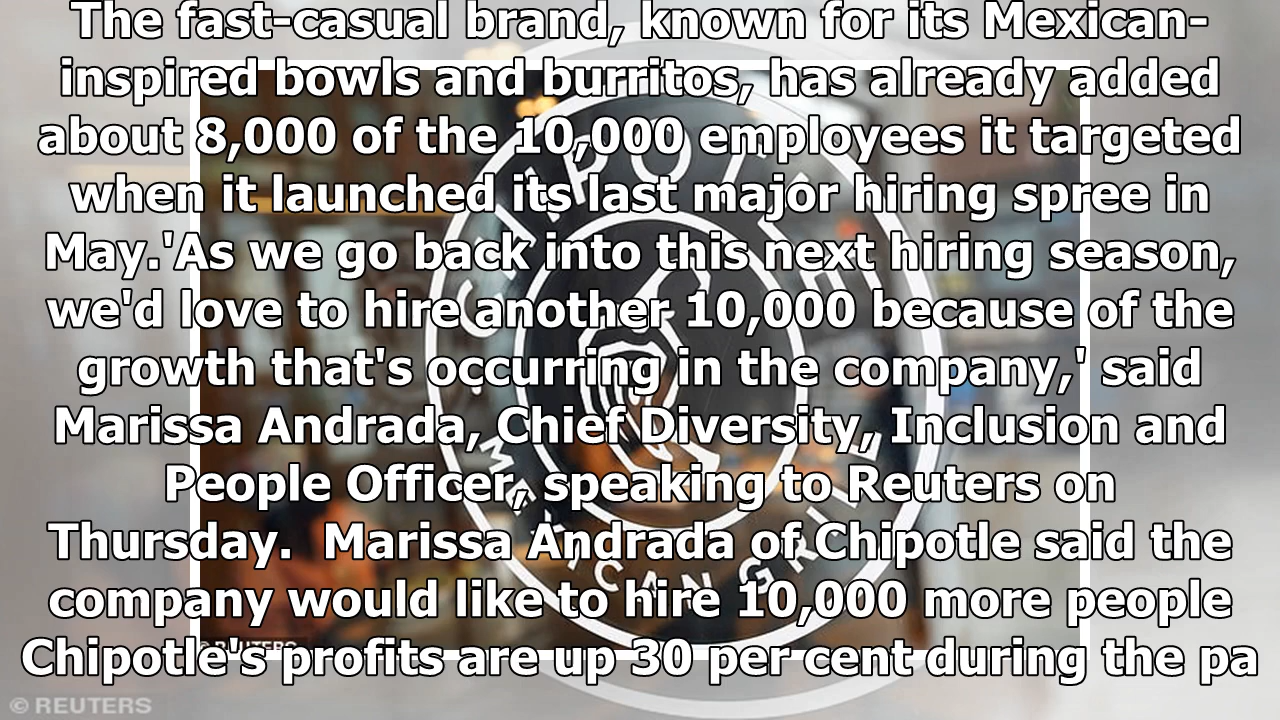 The fast-casual brand, known for its Mexican-
inspired bowls and burritos, has already added
about 8,000 of the 10,000 employees it targeted
when it launched its last major hiring spree in
May.'As we go back into this next hiring season,
we'd love to hire another 10,000 because of the
growth that's occurring in the company,' said
Marissa Andrada, Chief Diversity, Inclusion and
People Officer, speaking to Reuters on
Thursday.  Marissa Andrada of Chipotle said the
company would like to hire 10,000 more people
Chipotle's profits are up 30 per cent during the pa
CHIPOTLE
MEXICAN GRILL
© REUTERS
© REUTERS